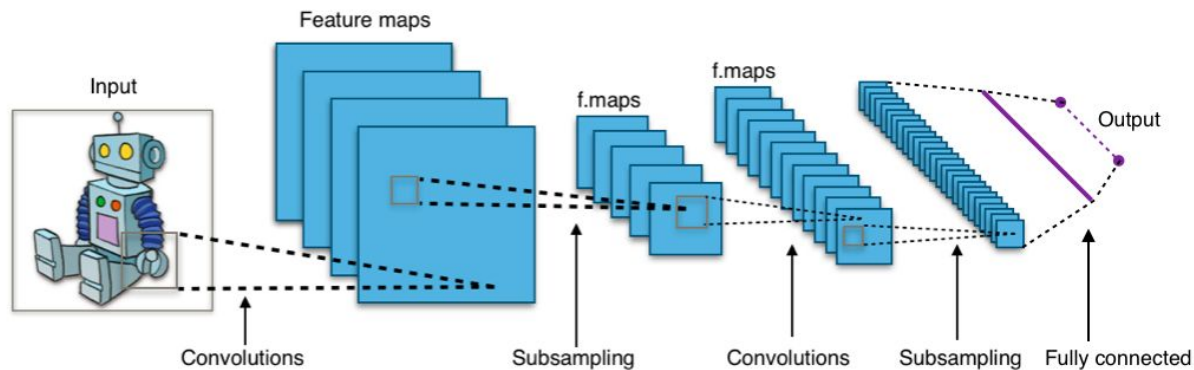 Feature maps
Input
f.maps
f.maps
Output
Convolutions
Subsampling
Convolutions
Subsampling
Fully connected